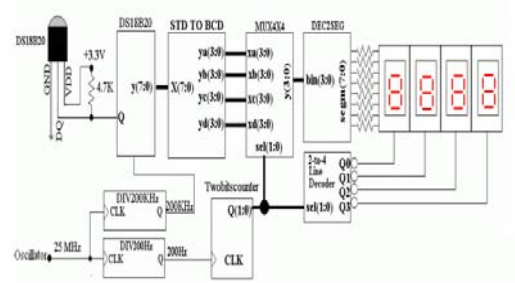 DS18B20
STD TO BCD
MUX4X4
DEC2SEG
DS18B20
+3.3V
GND
VDD
4.7K
DQ
Q
y(7:0)
X(7:0)
ya(3:0)
yb(3:0)
yc(3:0)
yd(3:0)
xa(3:0)
xb(3:0)
xc(3:0)
xd(3:0)
y(3:0)
sel(1:0)
bin(3:0)
segm(7:0)
2-to-4
Line
Decoder
Q0
Q1
Q2
Q3
sel(1:0)
DIV200KHz
CLK
Q
200KHz
Twobitscounter
Q(1:0)
CLK
Oscillator
25 MHz
DIV200Hz
CLK
Q
200Hz